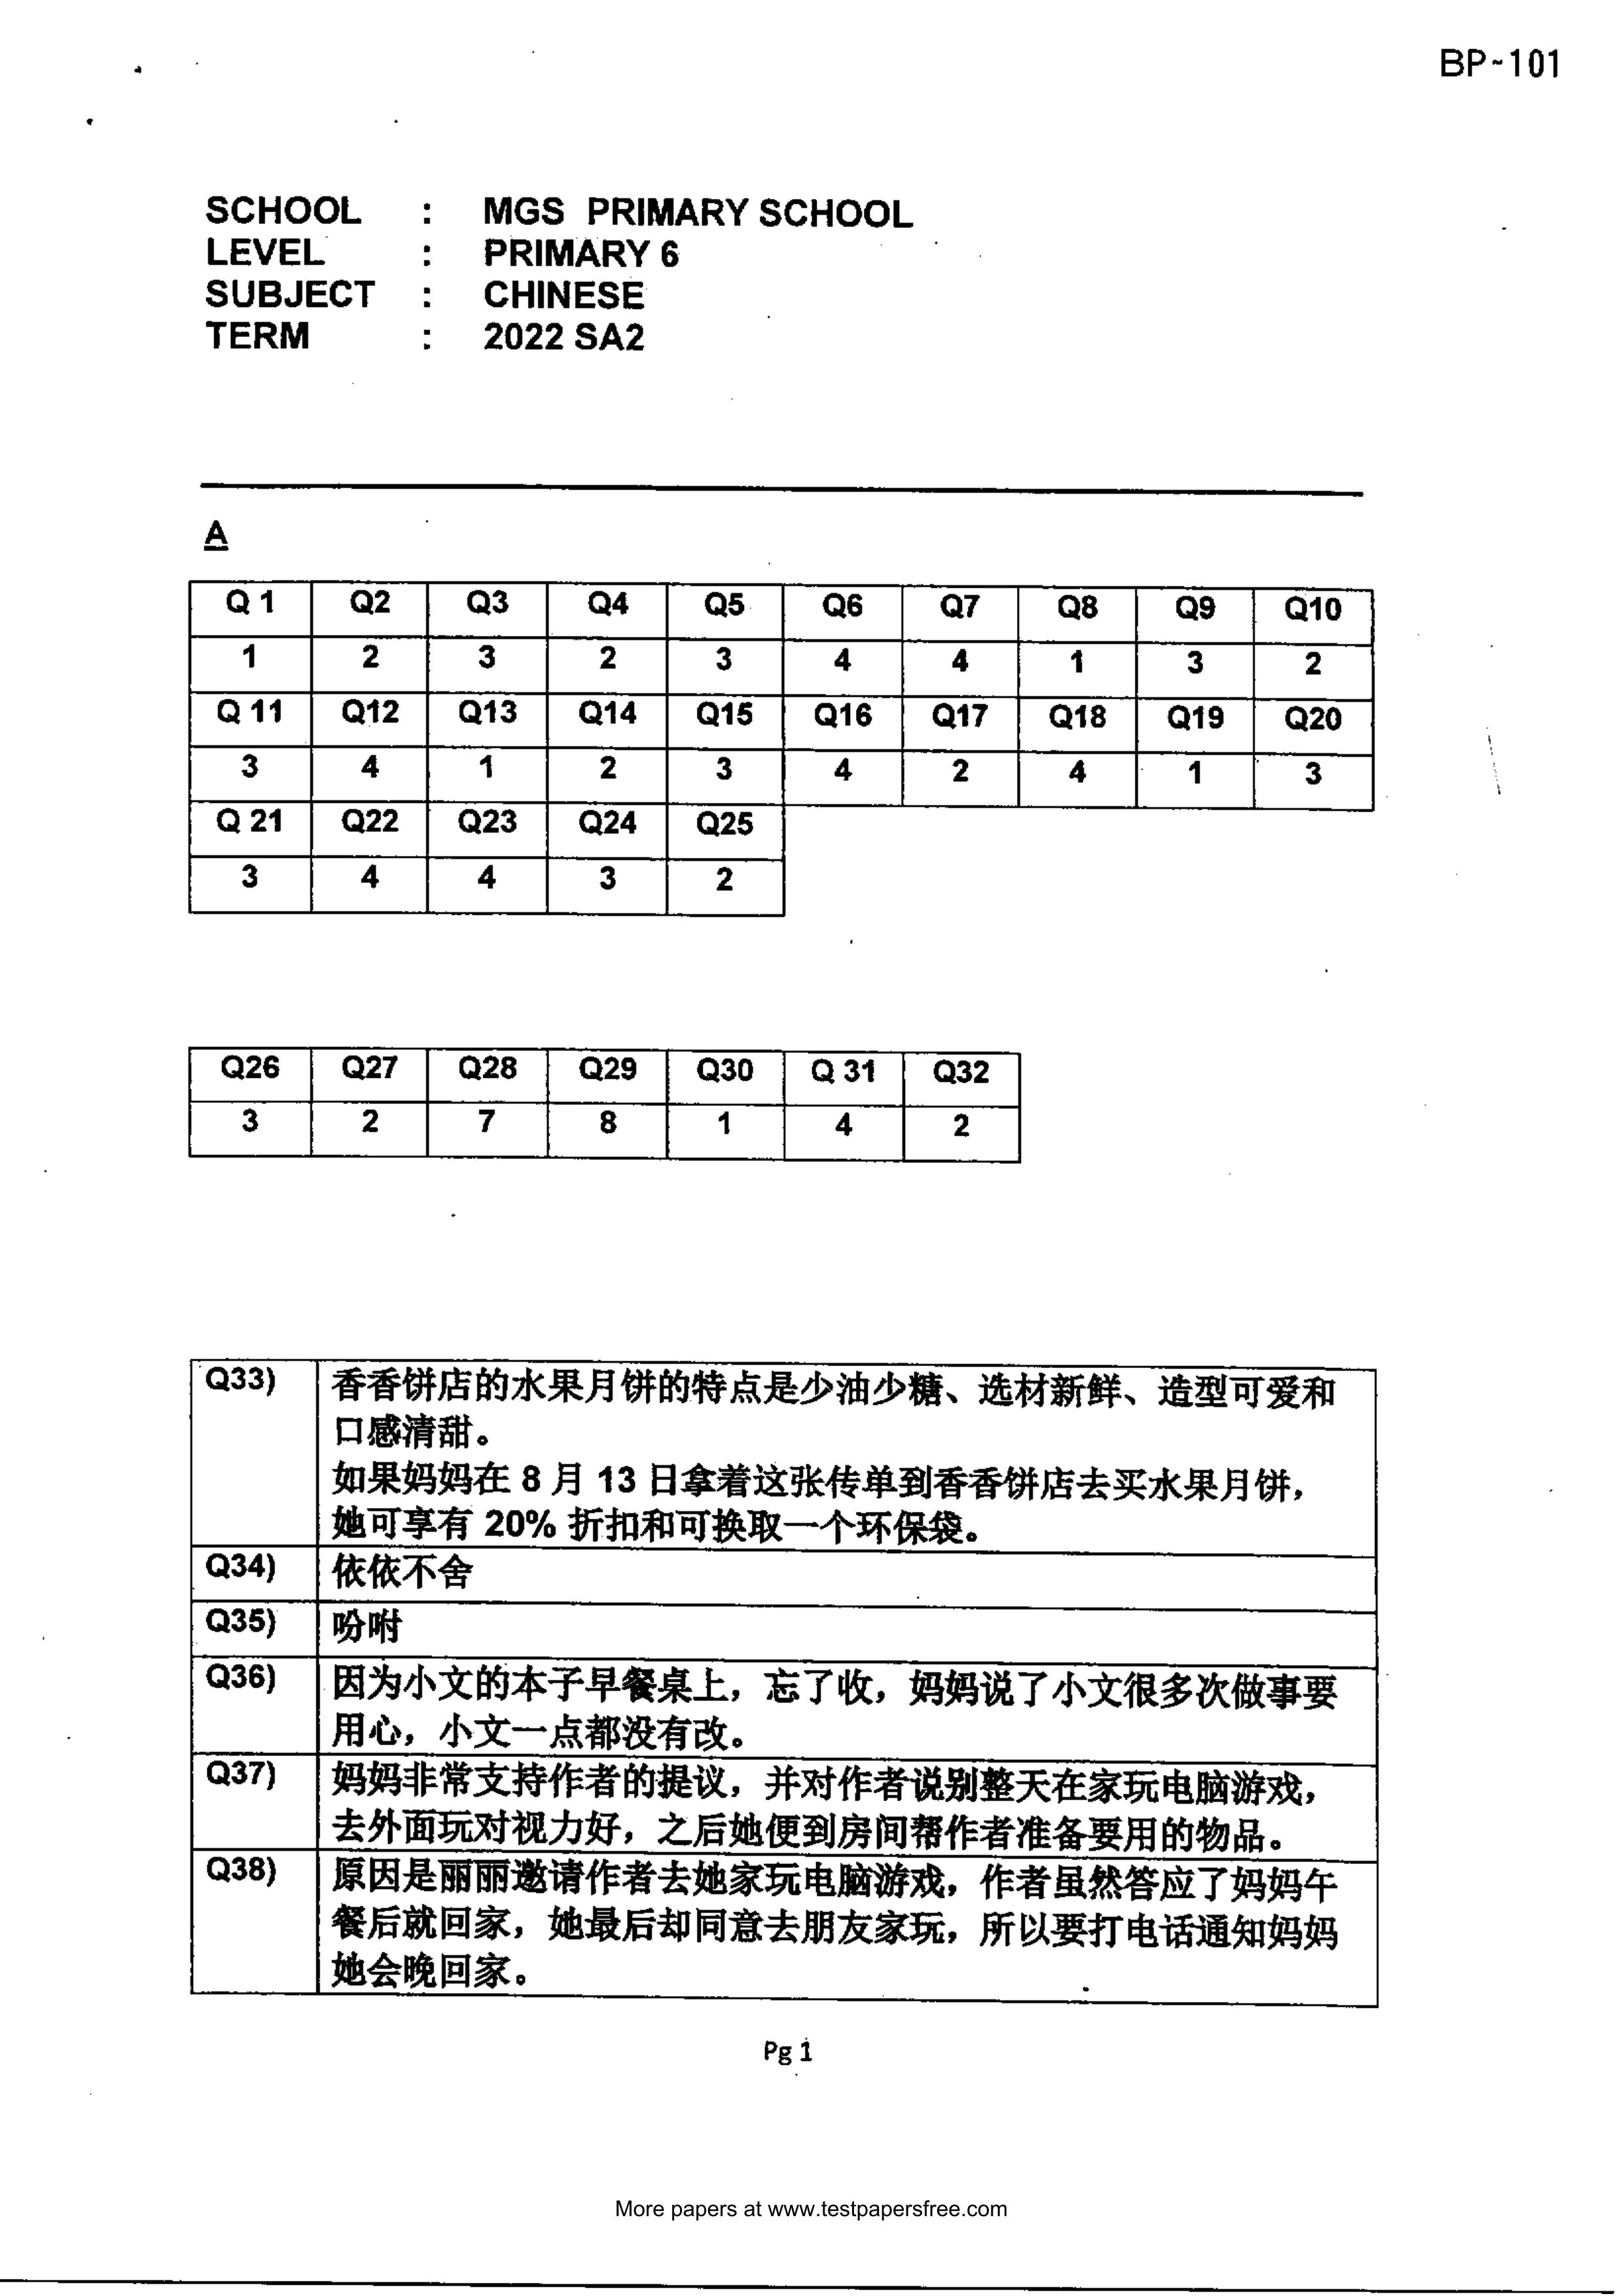 BP-101
SCHOOL : MGS PRIMARY SCHOOL
LEVEL : PRIMARY 6
SUBJECT : CHINESE
TERM : 2022 SA2
A
Q 1 Q2 Q3 Q4 Q5 Q6 Q7 Q8 Q9 Q10
1 2 3 2 3 4 4 1 3 2
Q 11 Q12 Q13 Q14 Q15 Q16 Q17 Q18 Q19 Q20
3 4 1 2 3 4 2 4 1 3
Q 21 Q22 Q23 Q24 Q25
3 4 4 3 2
Q26 Q27 Q28 Q29 Q30 Q 31 Q32
3 2 7 8 1 4 2
Q33) 香香饼店的水果月饼的特点是少油少糖、选材新鲜、造型可爱和
口感清甜。
如果妈妈在 8 月 13 日拿着这张传单到香香饼店去买水果月饼，
她可享有 20% 折扣和可换取一个环保袋。
Q34) 依依不舍
Q35) 吩咐
Q36) 因为小文的本子早餐桌上，忘了收，妈妈说了小文很多次做事要
用心，小文一点都没有改。
Q37) 妈妈非常支持作者的提议，并对作者说别整天在家玩电脑游戏，
去外面玩对视力好，之后她便到房间帮作者准备要用的物品。
Q38) 原因是丽丽邀请作者去她家玩电脑游戏，作者虽然答应了妈妈午
餐后就回家，她最后却同意去朋友家玩，所以要打电话通知妈妈
她会晚回家。
Pg 1
More papers at www.testpapersfree.com